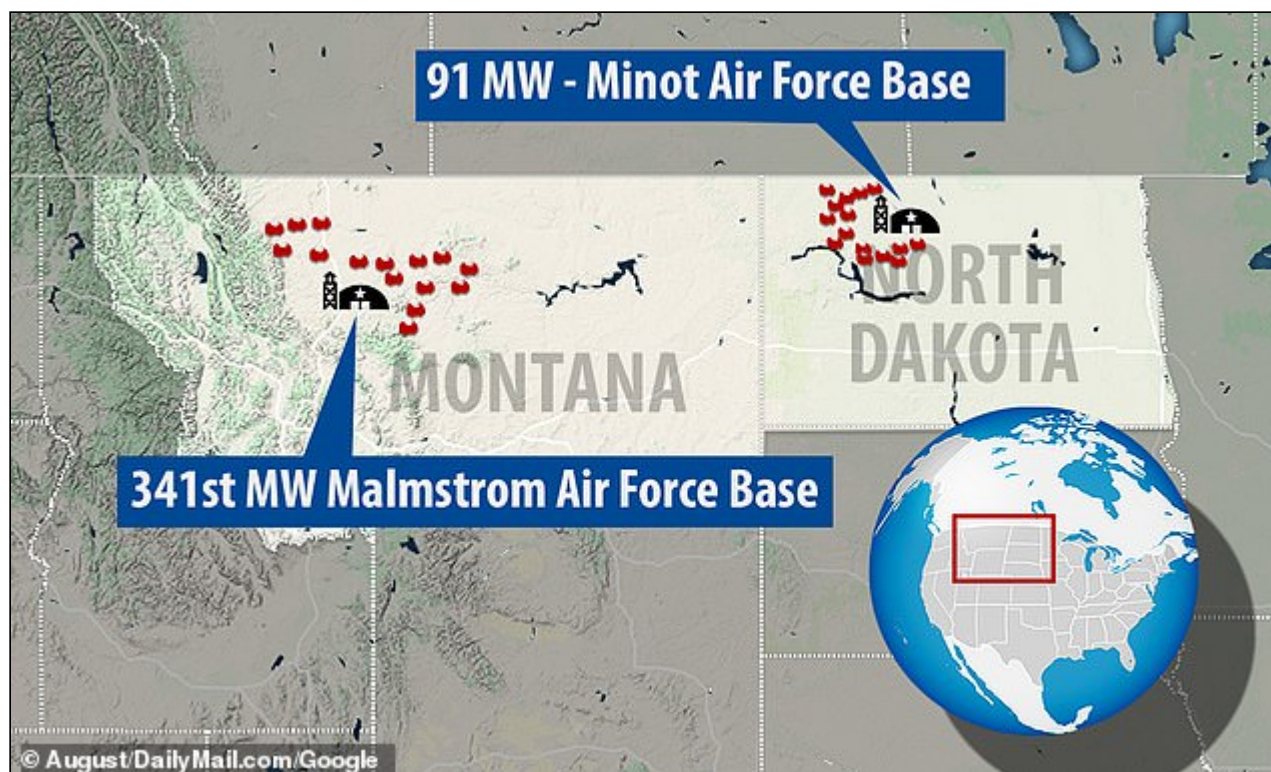 91 MW - Minot Air Force Base
NORTH
DAKOTA
MONTANA
341st MW Malmstrom Air Force Base
© August/DailyMail.com/Google